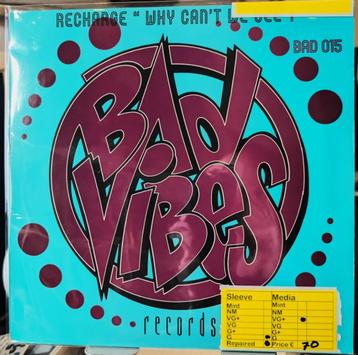 RECHARGE " WHY CAN'T WE SEE "
BAD 015
BAd
VIBES
records
Sleeve Media
Mint Mint
NM NM
VG+ VG+
VG VG
G+ G+
G G
Repaired Price € 70